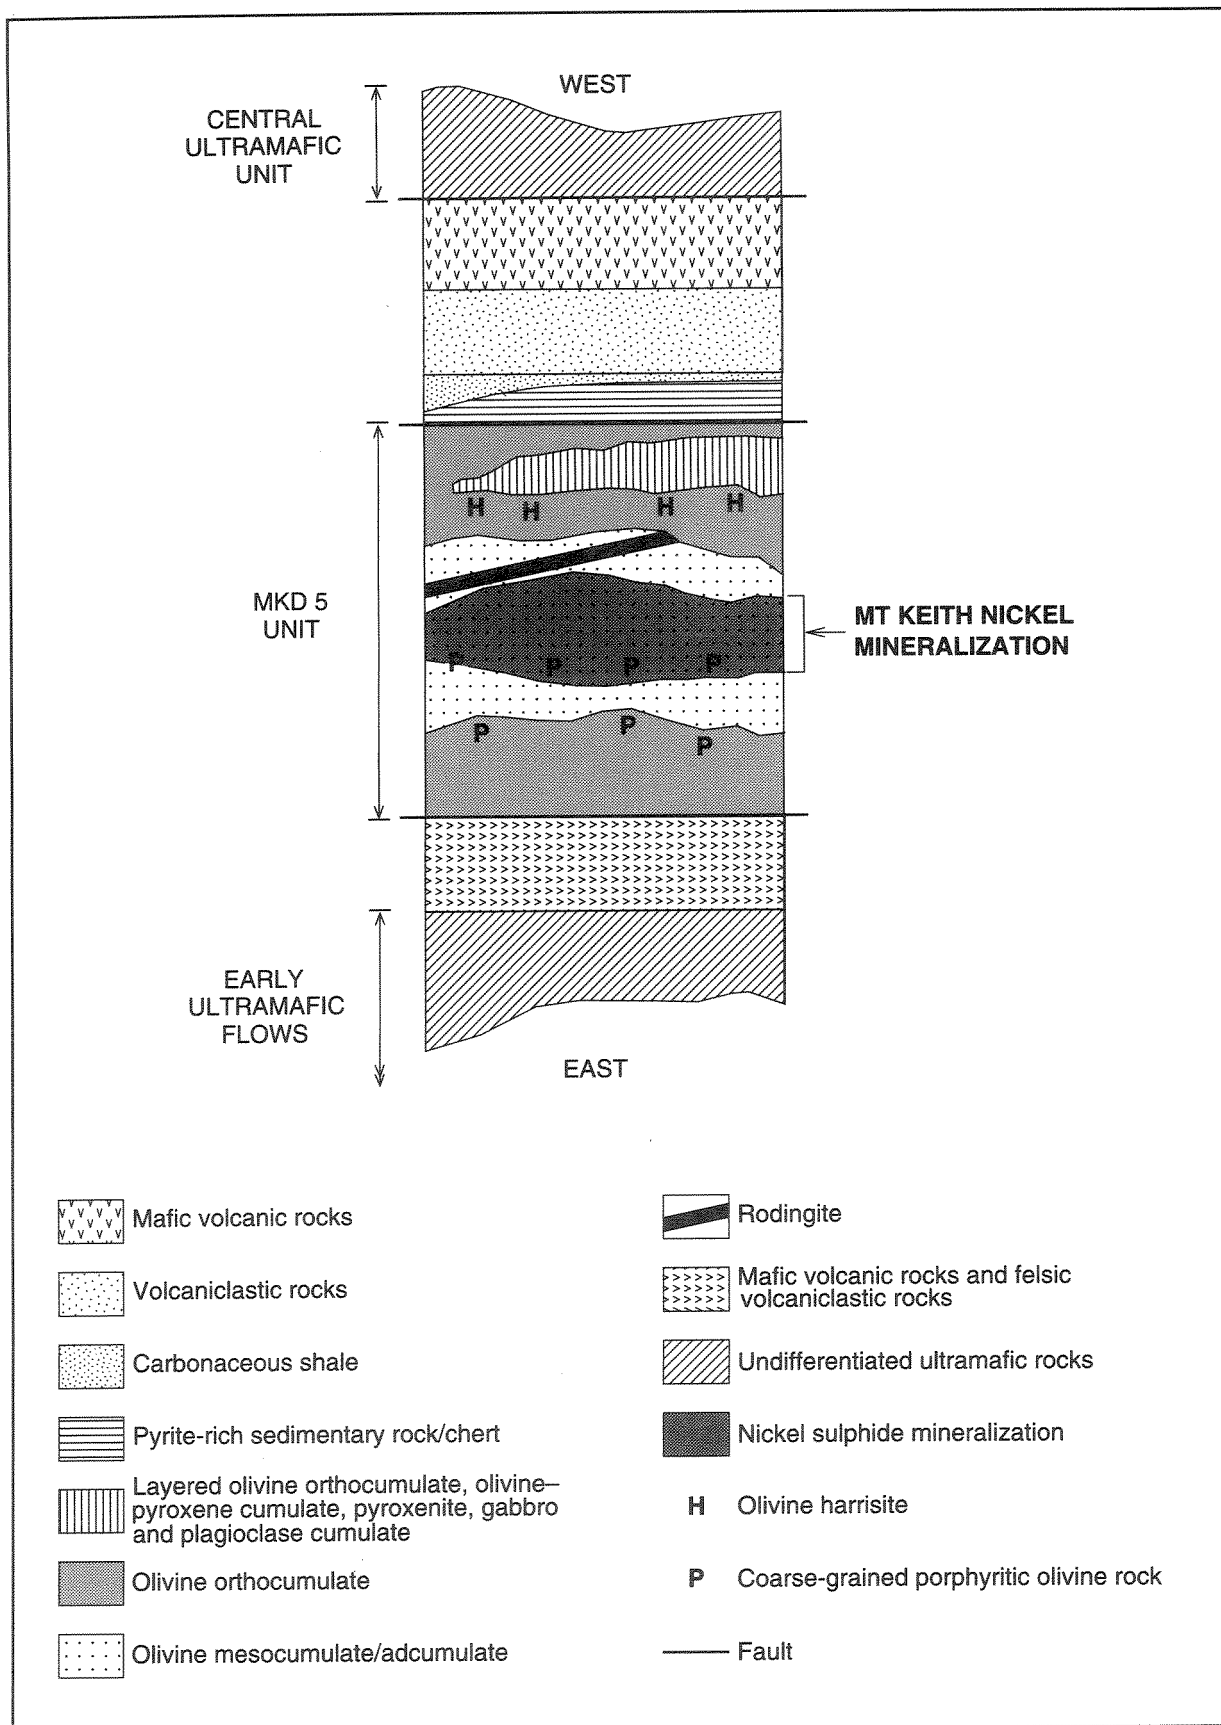 WEST
CENTRAL
ULTRAMAFIC
UNIT
H H H H
MKD 5
UNIT
MT KEITH NICKEL
MINERALIZATION
P P P P
P P P
EARLY
ULTRAMAFIC
FLOWS
EAST
Mafic volcanic rocks
Volcaniclastic rocks
Carbonaceous shale
Pyrite-rich sedimentary rock/chert
Layered olivine orthocumulate, olivine–
pyroxene cumulate, pyroxenite, gabbro
and plagioclase cumulate
Olivine orthocumulate
Olivine mesocumulate/adcumulate
Rodingite
Mafic volcanic rocks and felsic
volcaniclastic rocks
Undifferentiated ultramafic rocks
Nickel sulphide mineralization
H Olivine harrisite
P Coarse-grained porphyritic olivine rock
Fault